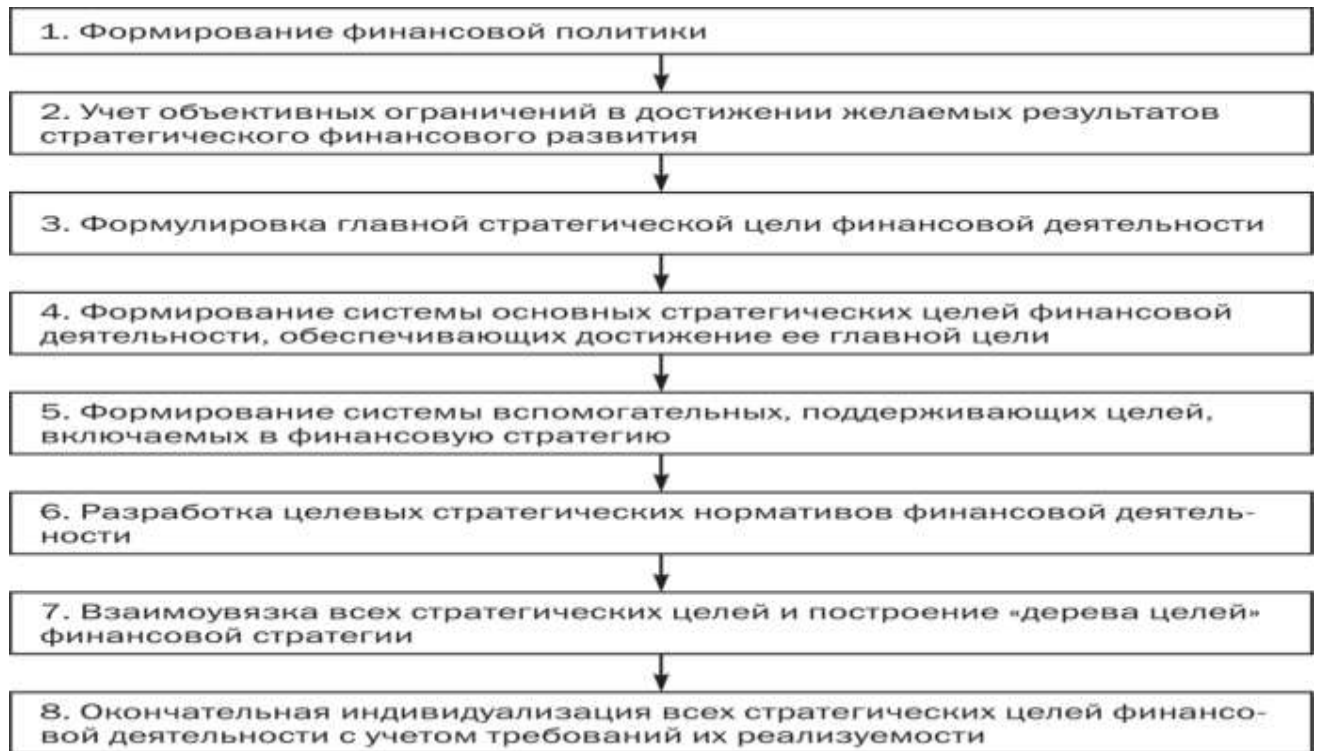 1. Формирование финансовой политики
2. Учет объективных ограничений в достижении желаемых результатов
стратегического финансового развития
3. Формулировка главной стратегической цели финансовой деятельности
4. Формирование системы основных стратегических целей финансовой
деятельности, обеспечивающих достижение ее главной цели
5. Формирование системы вспомогательных, поддерживающих целей,
включаемых в финансовую стратегию
6. Разработка целевых стратегических нормативов финансовой деятель-
ности
7. Взаимоувязка всех стратегических целей и построение «дерева целей»
финансовой стратегии
8. Окончательная индивидуализация всех стратегических целей финансо-
вой деятельности с учетом требований их реализуемости